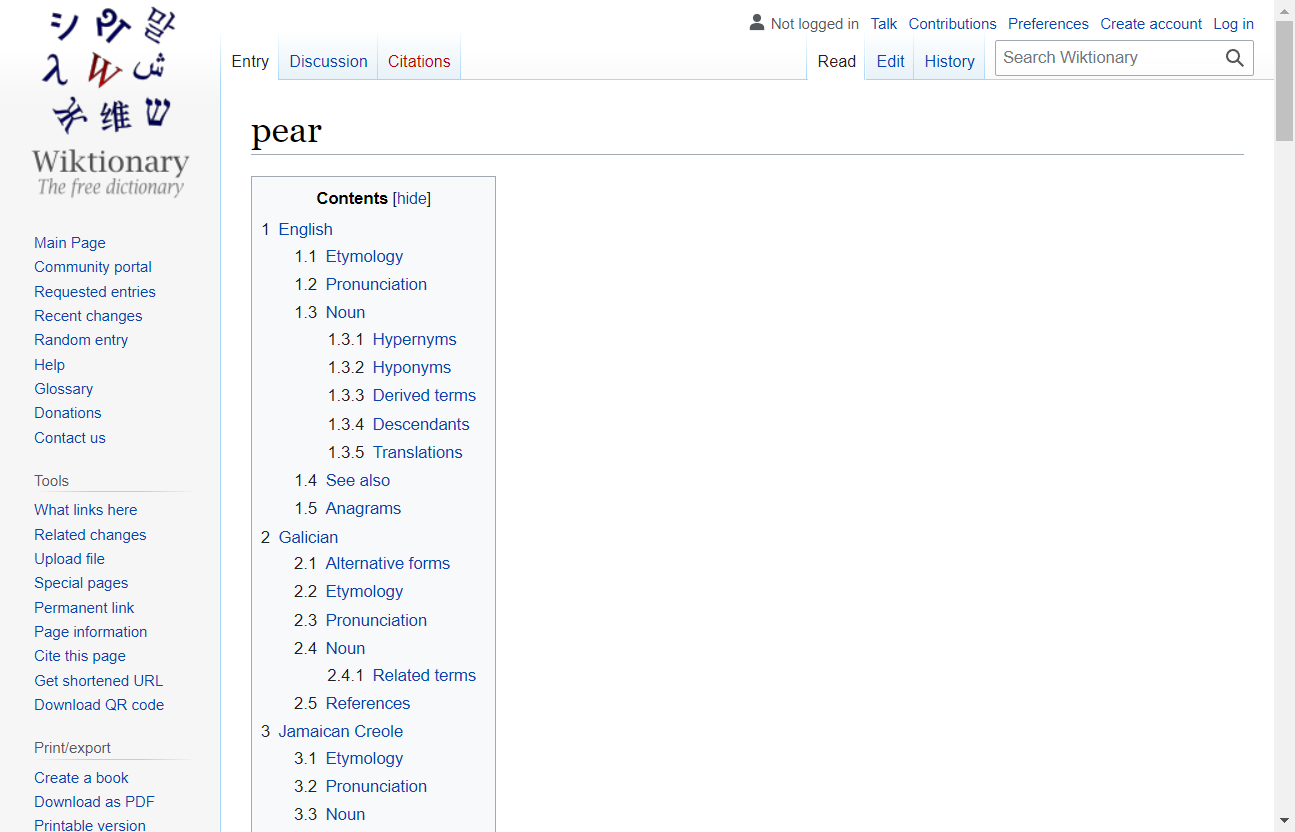 Not logged in Talk Contributions Preferences Create account Log in
Entry Discussion Citations Read Edit History Search Wiktionary
シ
말
λ W ش
维 ש
Wiktionary
The free dictionary
Main Page
Community portal
Requested entries
Recent changes
Random entry
Help
Glossary
Donations
Contact us
Tools
What links here
Related changes
Upload file
Special pages
Permanent link
Page information
Cite this page
Get shortened URL
Download QR code
Print/export
Create a book
Download as PDF
Printable version
pear
Contents [hide]
1 English
1.1 Etymology
1.2 Pronunciation
1.3 Noun
1.3.1 Hypernyms
1.3.2 Hyponyms
1.3.3 Derived terms
1.3.4 Descendants
1.3.5 Translations
1.4 See also
1.5 Anagrams
2 Galician
2.1 Alternative forms
2.2 Etymology
2.3 Pronunciation
2.4 Noun
2.4.1 Related terms
2.5 References
3 Jamaican Creole
3.1 Etymology
3.2 Pronunciation
3.3 Noun